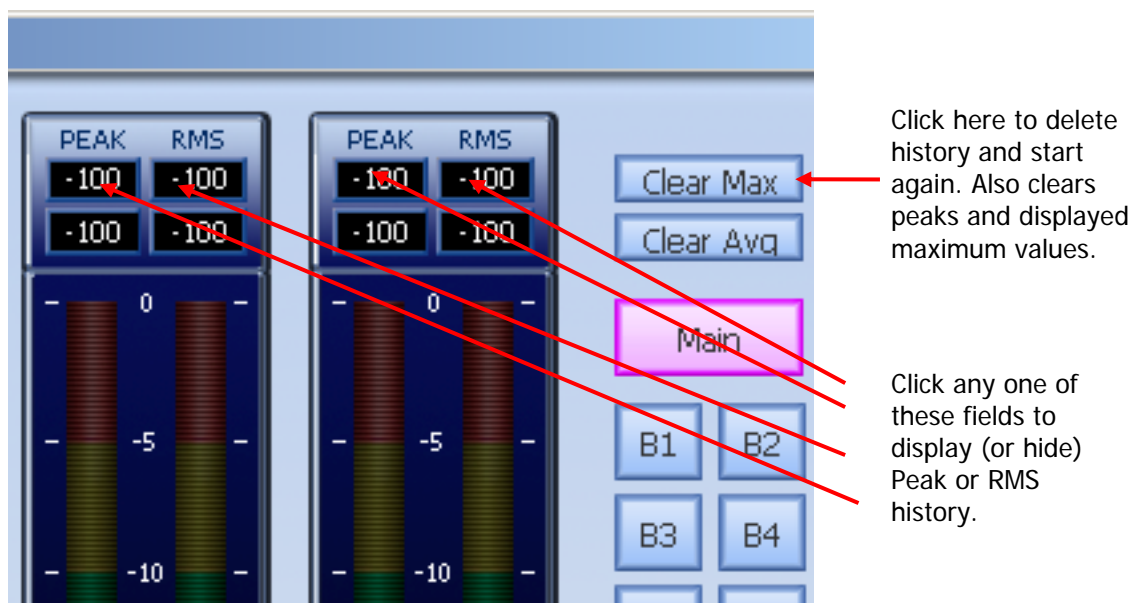 PEAK RMS
-100 -100
-100 -100
0
-5
-10
PEAK RMS
-100 -100
-100 -100
0
-5
-10
Clear Max
Clear Avg
Main
B1 B2
B3 B4
Click here to delete
history and start
again. Also clears
peaks and displayed
maximum values.
Click any one of
these fields to
display (or hide)
Peak or RMS
history.